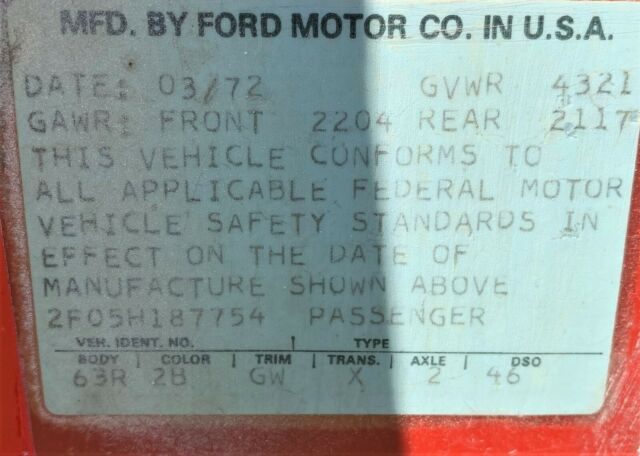 MFD. BY FORD MOTOR CO. IN U.S.A.
DATE: 03/72 GVWR 4321
GAWR: FRONT 2204 REAR 2117
THIS VEHICLE CONFORMS TO
ALL APPLICABLE FEDERAL MOTOR
VEHICLE SAFETY STANDARDS IN
EFFECT ON THE DATE OF
MANUFACTURE SHOWN ABOVE
2F05H187754 PASSENGER
VEH. IDENT. NO. | TYPE
BODY | COLOR | TRIM | TRANS. | AXLE | DSO
63R 2B GW X 2 46